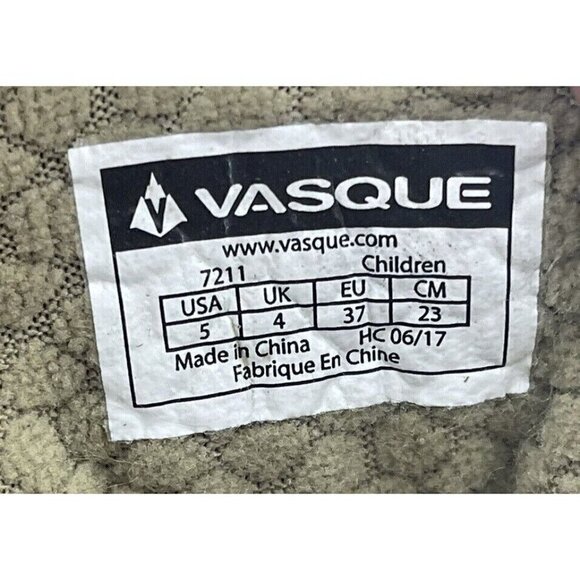 VASQUE
www.vasque.com
7211 Children
USA UK EU CM
5 4 37 23
Made in China HC 06/17
Fabrique En Chine